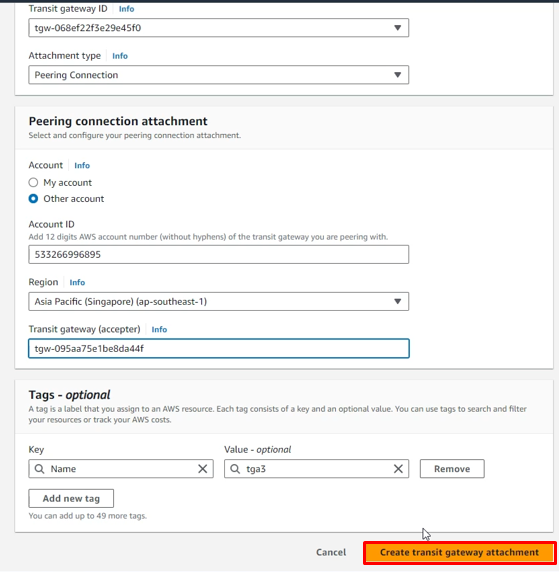 Transit gateway ID Info
tgw-068ef22f3e29e45f0
Attachment type Info
Peering Connection
Peering connection attachment
Select and configure your peering connection attachment.
Account Info
My account
Other account
Account ID
Add 12 digits AWS account number (without hyphens) of the transit gateway you are peering with.
533266996895
Region Info
Asia Pacific (Singapore) (ap-southeast-1)
Transit gateway (accepter) Info
tgw-095aa75e1be8da44f
Tags - optional
A tag is a label that you assign to an AWS resource. Each tag consists of a key and an optional value. You can use tags to search and filter
your resources or track your AWS costs.
Key Value - optional
Name tga3 Remove
Add new tag
You can add up to 49 more tags.
Cancel Create transit gateway attachment